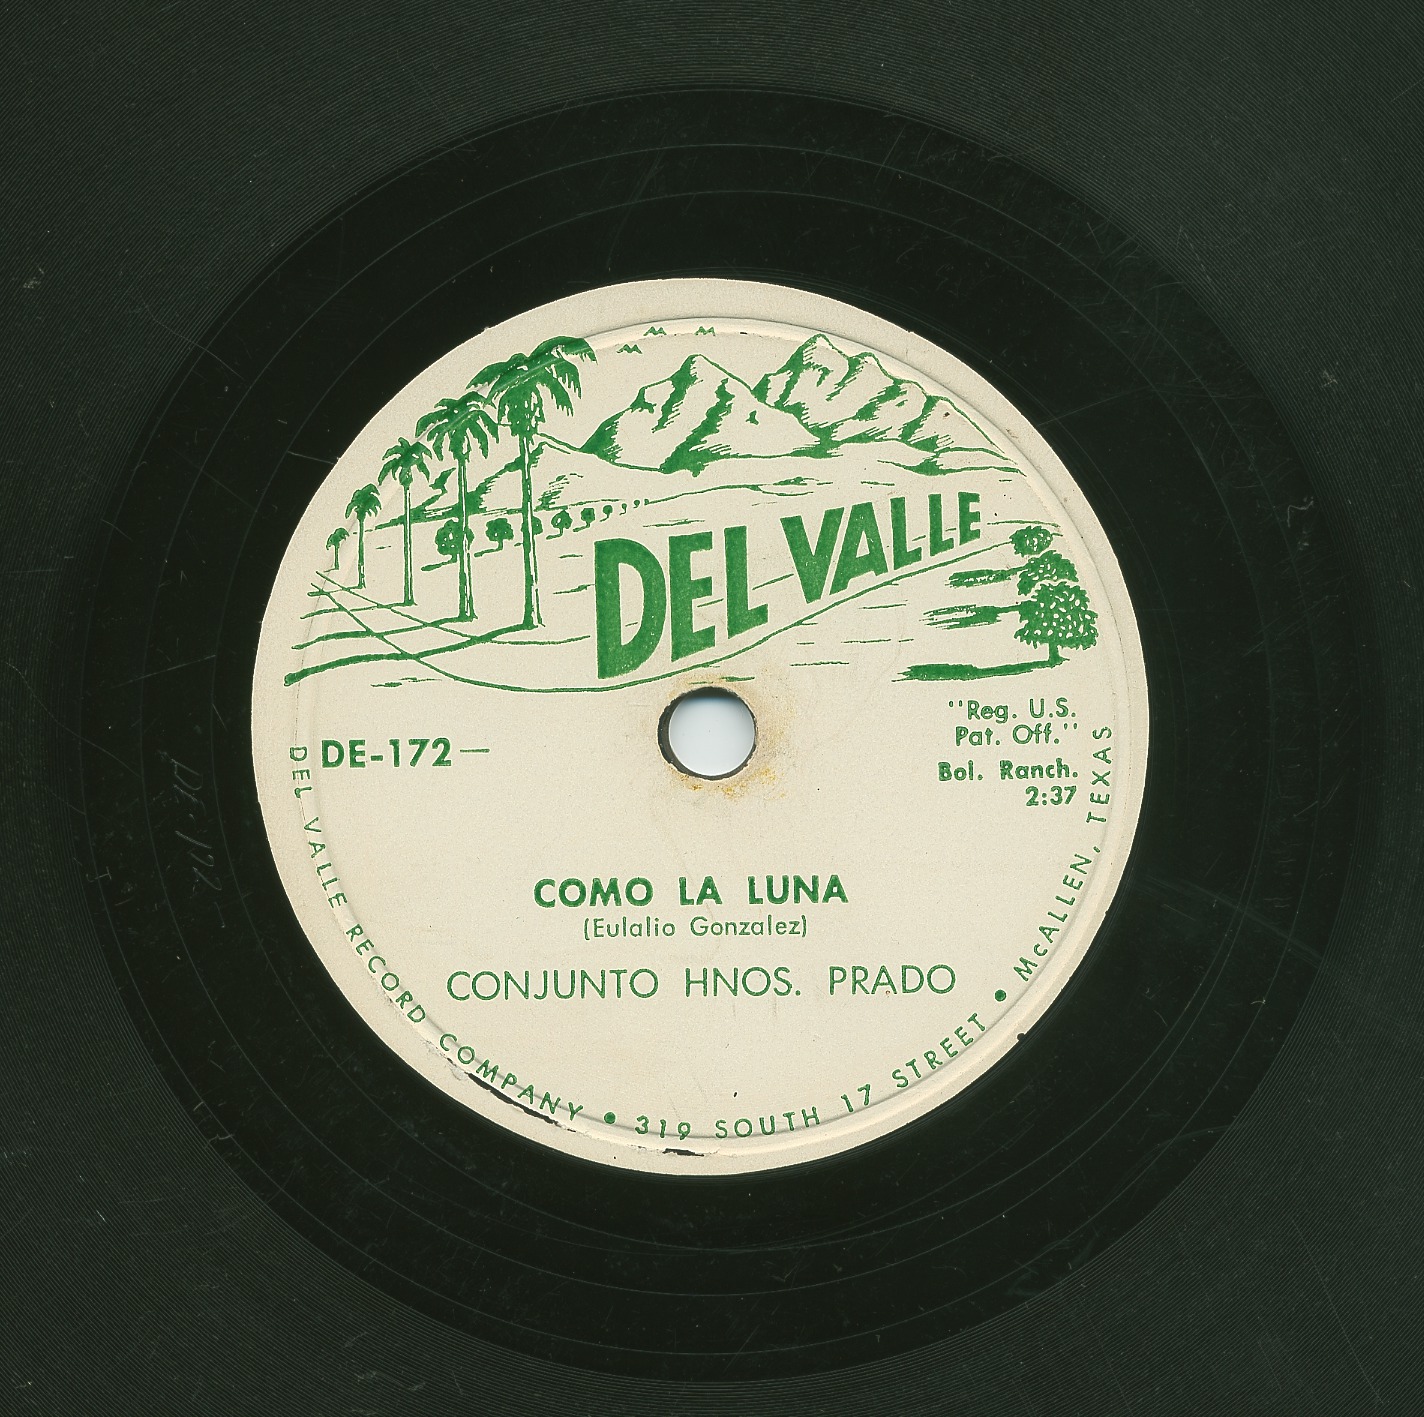 DEL VALLE
"Reg. U.S.
Pat. Off."
DE-172—
Bol. Ranch.
2:37
COMO LA LUNA
(Eulalio Gonzalez)
CONJUNTO HNOS. PRADO
DEL VALLE RECORD COMPANY • 319 SOUTH 17 STREET • McALLEN, TEXAS